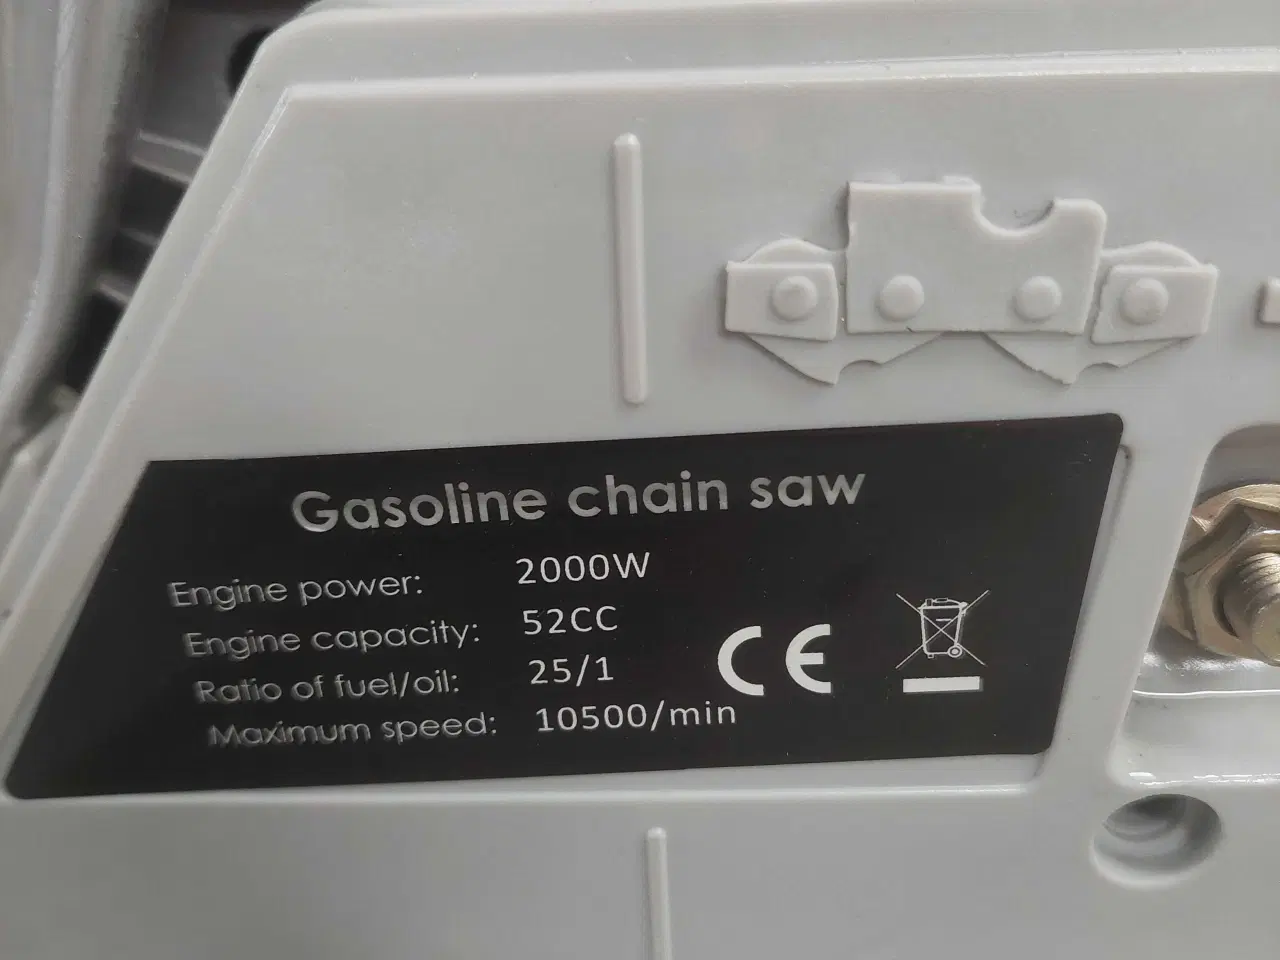 Gasoline chain saw
Engine power: 2000W
Engine capacity: 52CC
Ratio of fuel/oil: 25/1
Maximum speed: 10500/min
CE